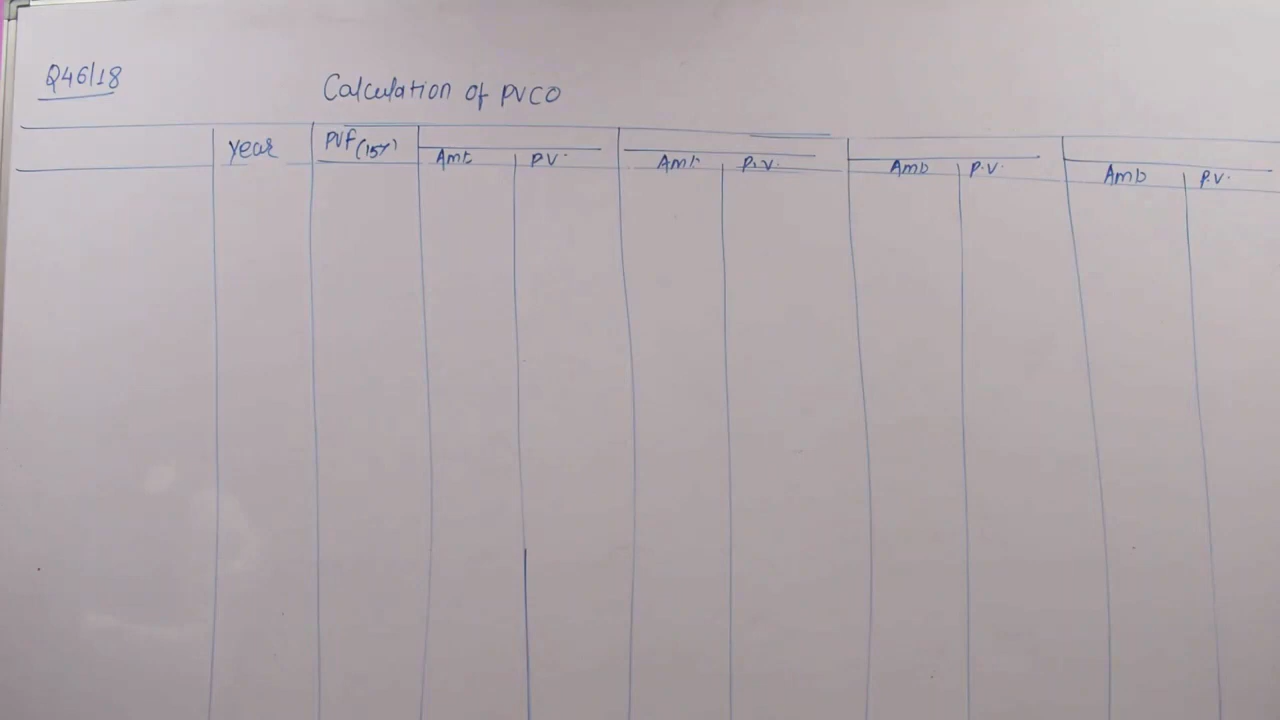 Q46/18
Calculation of PVCO
Year PVF (15%)
Amt P.V. Amt P.V. Amt P.V. Amt P.V.